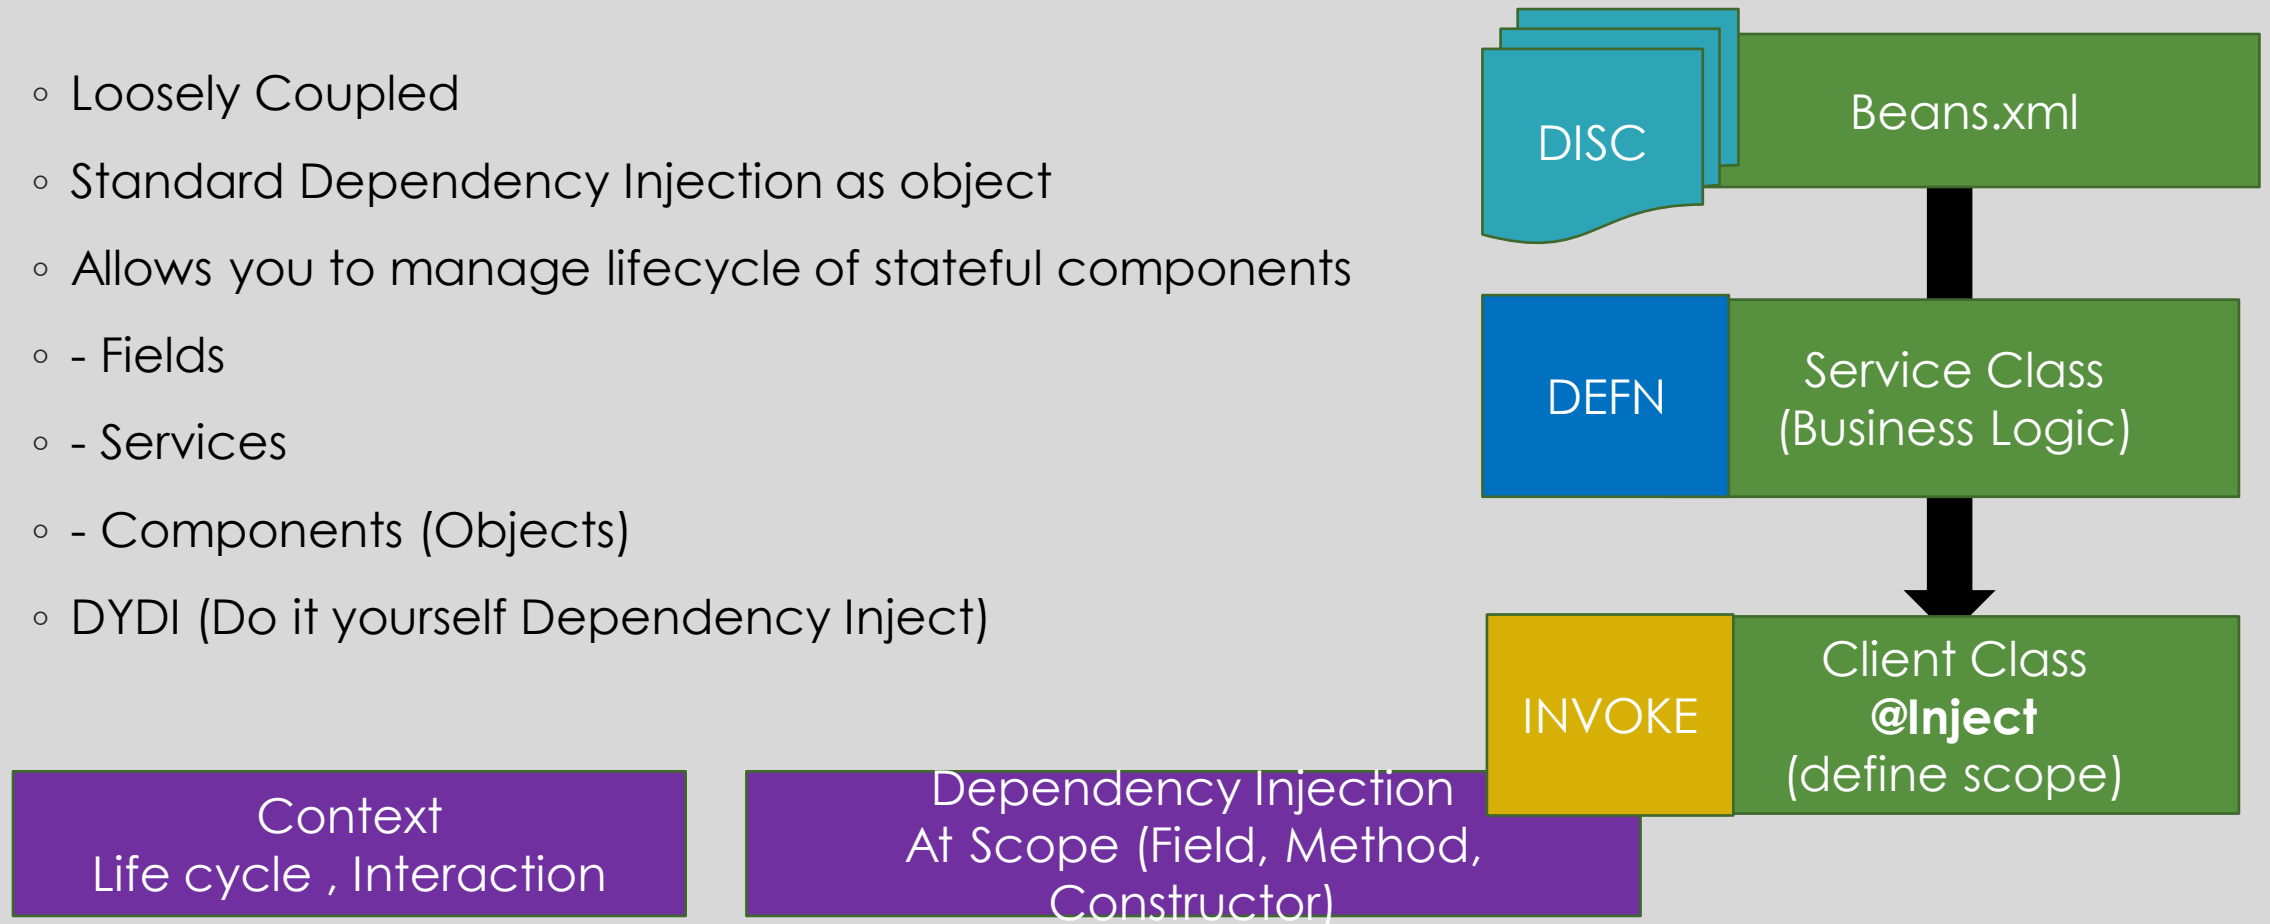 ◦ Loosely Coupled
◦ Standard Dependency Injection as object
◦ Allows you to manage lifecycle of stateful components
◦ - Fields
◦ - Services
◦ - Components (Objects)
◦ DYDI (Do it yourself Dependency Inject)
DISC
Beans.xml
DEFN
Service Class
(Business Logic)
INVOKE
Client Class
@Inject
(define scope)
Context
Life cycle , Interaction
Dependency Injection
At Scope (Field, Method,
Constructor)